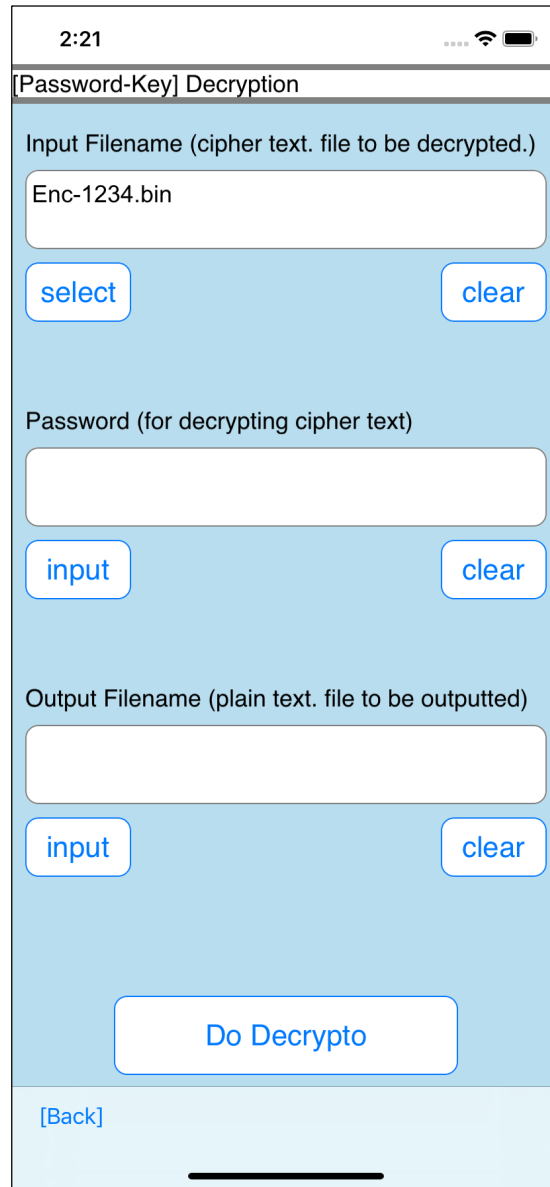 2:21
[Password-Key] Decryption
Input Filename (cipher text. file to be decrypted.)
Enc-1234.bin
select clear
Password (for decrypting cipher text)
input clear
Output Filename (plain text. file to be outputted)
input clear
Do Decrypto
[Back]